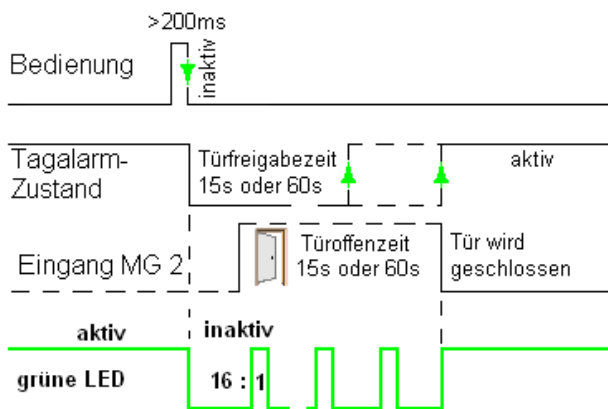 >200ms
Bedienung
inaktiv
Tagalarm-
Zustand
Türfreigabezeit
15s oder 60s
aktiv
Eingang MG 2
Türoffenzeit
15s oder 60s
Tür wird
geschlossen
aktiv
inaktiv
grüne LED
16 : 1